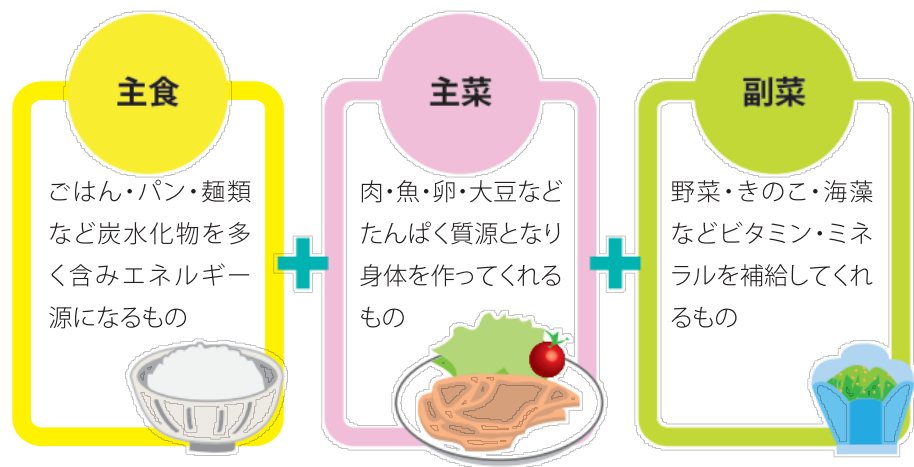 主食
ごはん・パン・麺類
など炭水化物を多
く含みエネルギー
源になるもの
主菜
肉・魚・卵・大豆など
たんぱく質源となり
身体を作ってくれる
もの
副菜
野菜・きのこ・海藻
などビタミン・ミネ
ラルを補給してくれ
るもの